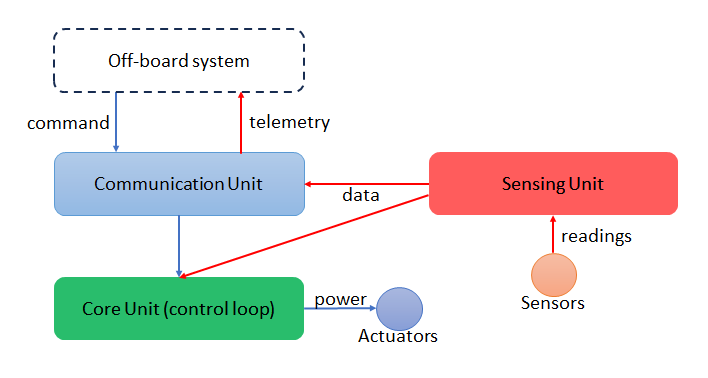 Off-board system
command
telemetry
Communication Unit
Sensing Unit
data
readings
Sensors
Core Unit (control loop)
power
Actuators